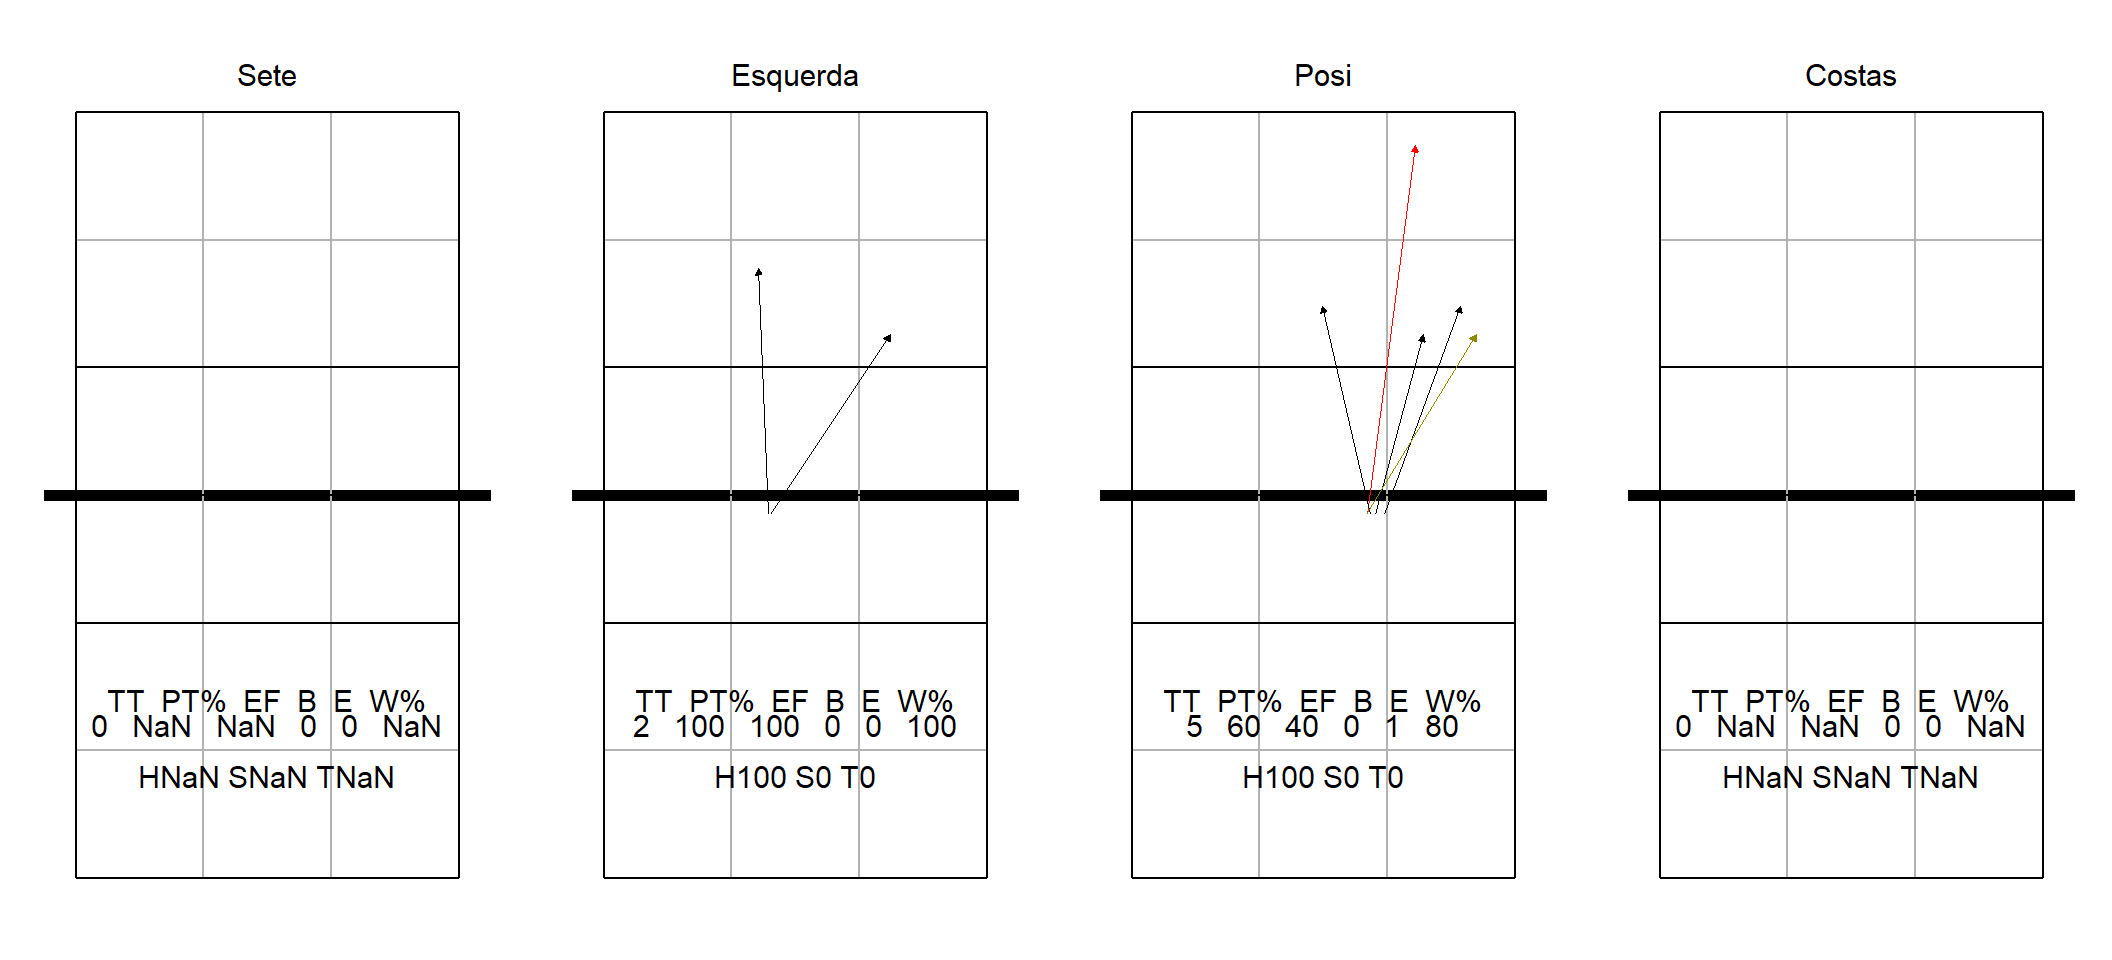 Sete
TT PT% EF B E W%
0 NaN NaN 0 0 NaN
HNaN SNaN TNaN
Esquerda
TT PT% EF B E W%
2 100 100 0 0 100
H100 S0 T0
Posi
TT PT% EF B E W%
5 60 40 0 1 80
H100 S0 T0
Costas
TT PT% EF B E W%
0 NaN NaN 0 0 NaN
HNaN SNaN TNaN